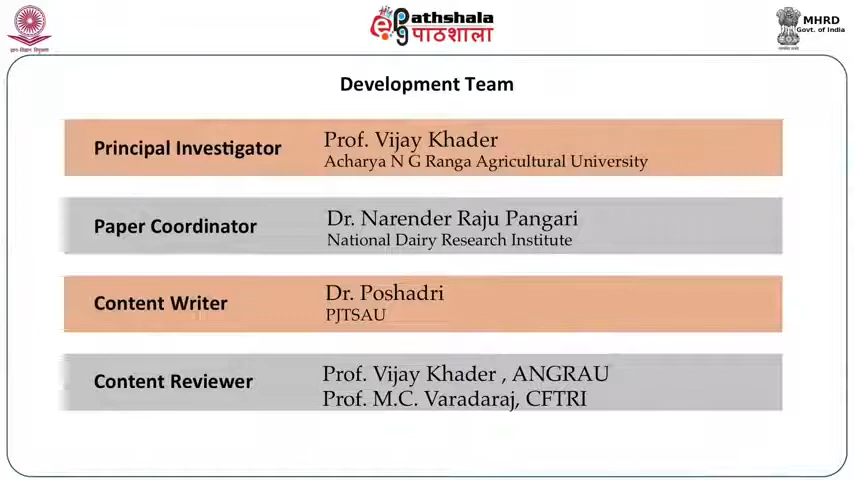 ePathshala
पाठशाला
MHRD
Govt. of India
ज्ञान-विज्ञान विमुक्तये
Development Team
Principal Investigator
Prof. Vijay Khader
Acharya N G Ranga Agricultural University
Paper Coordinator
Dr. Narender Raju Pangari
National Dairy Research Institute
Content Writer
Dr. Poshadri
PJTSAU
Content Reviewer
Prof. Vijay Khader , ANGRAU
Prof. M.C. Varadaraj, CFTRI